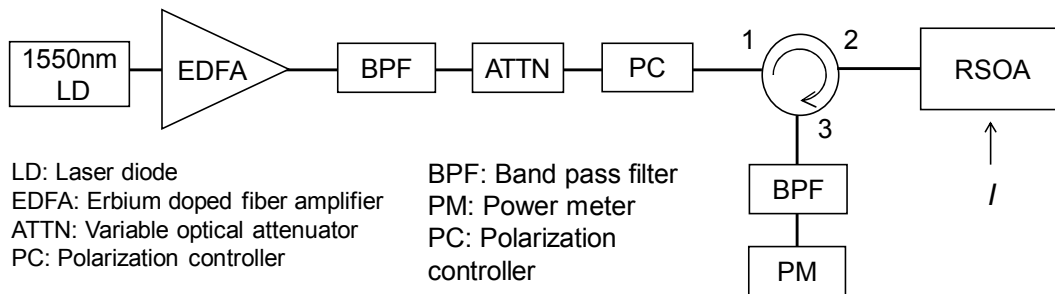 1550nm
LD
EDFA
BPF
ATTN
PC
1
2
3
RSOA
I
BPF
PM
LD: Laser diode
EDFA: Erbium doped fiber amplifier
ATTN: Variable optical attenuator
PC: Polarization controller
BPF: Band pass filter
PM: Power meter
PC: Polarization
controller